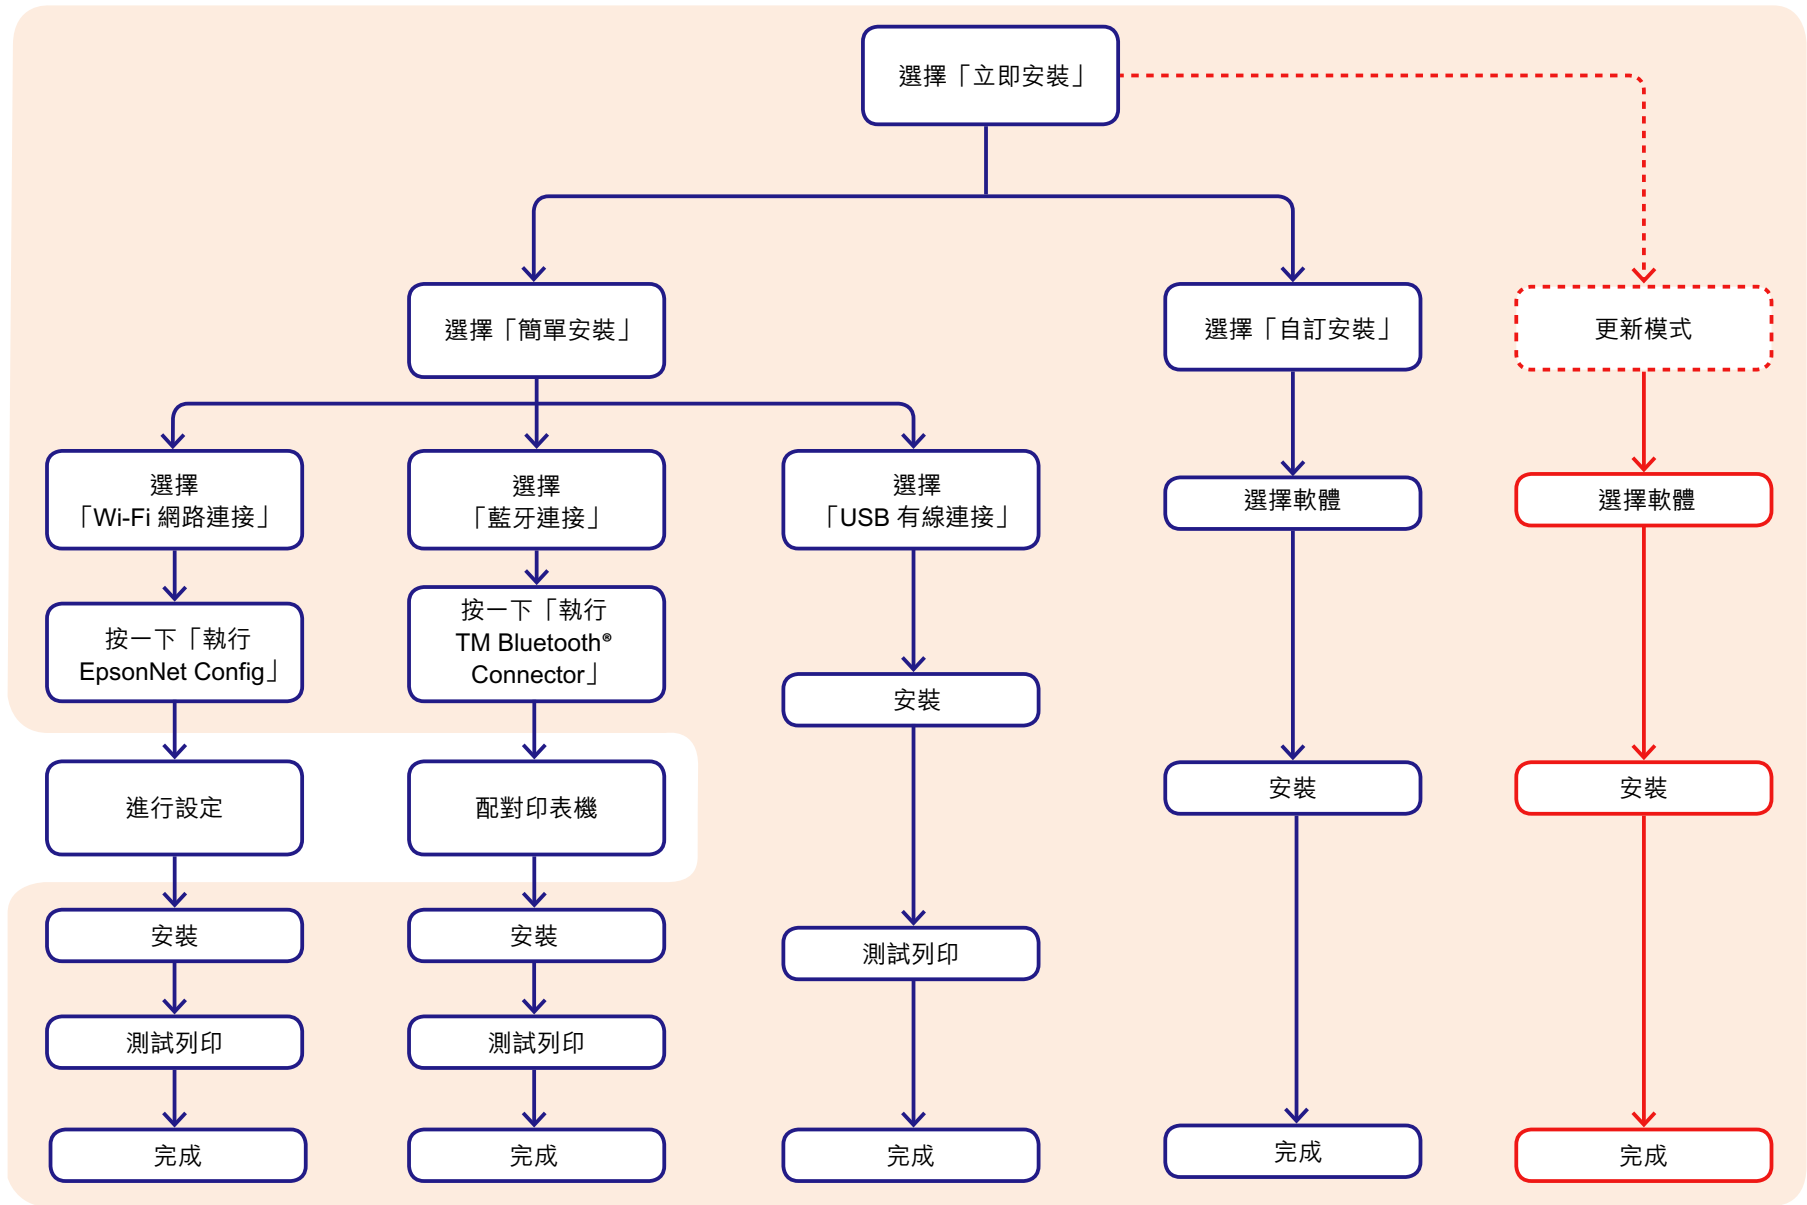 選擇「立即安裝」
選擇「簡單安裝」
選擇「自訂安裝」
更新模式
選擇
「Wi-Fi 網路連接」
選擇
「藍牙連接」
選擇
「USB 有線連接」
選擇軟體
選擇軟體
按一下「執行
EpsonNet Config」
按一下「執行
TM Bluetooth®
Connector」
安裝
進行設定
配對印表機
安裝
安裝
安裝
安裝
測試列印
測試列印
測試列印
完成
完成
完成
完成
完成